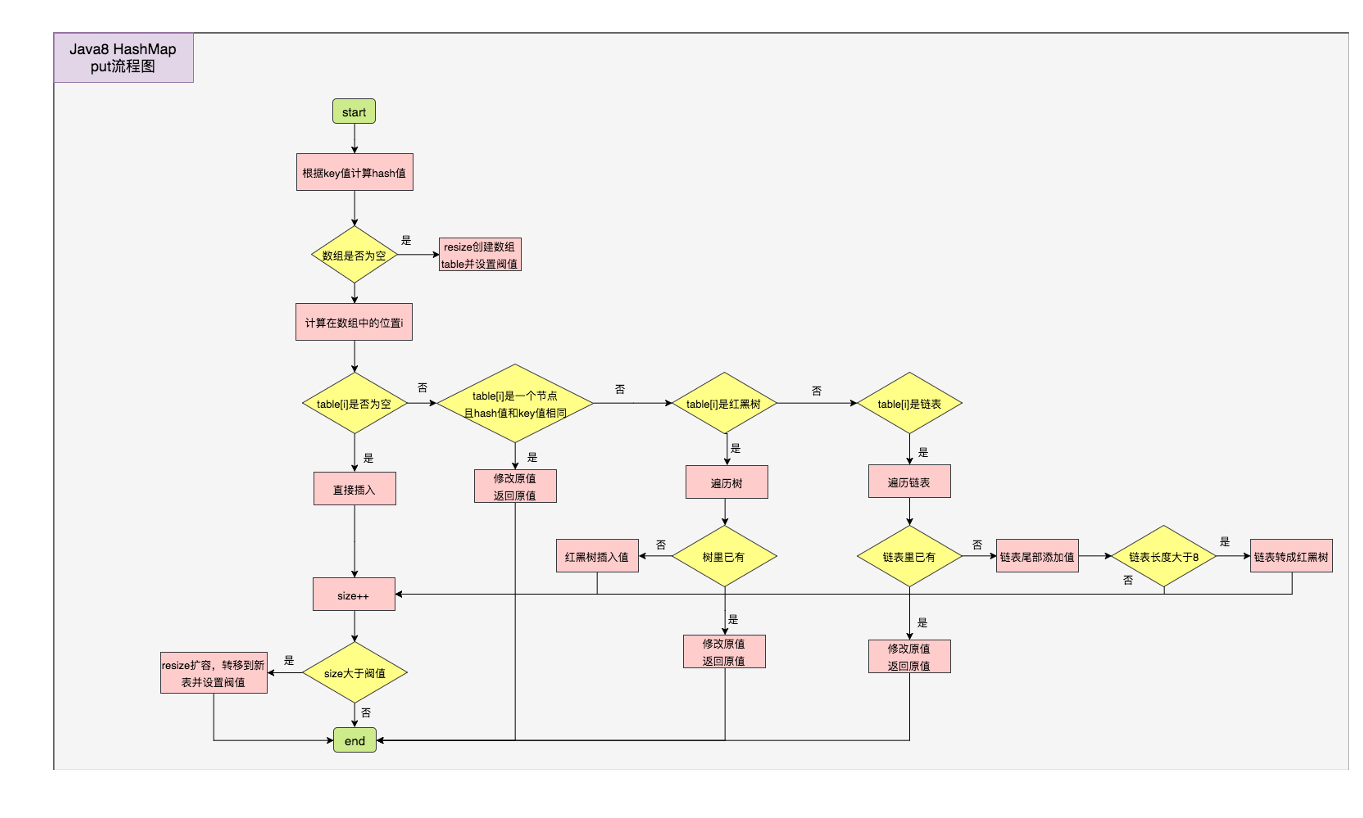 Java8 HashMap
put流程图
start
根据key值计算hash值
数组是否为空
是
resize创建数组
table并设置阀值
计算在数组中的位置i
table[i]是否为空
否
table[i]是一个节点
且hash值和key值相同
否
table[i]是红黑树
否
table[i]是链表
是
直接插入
是
修改原值
返回原值
是
遍历树
是
遍历链表
红黑树插入值
否
树里已有
链表里已有
否
链表尾部添加值
链表长度大于8
是
链表转成红黑树
否
size++
是
修改原值
返回原值
是
修改原值
返回原值
resize扩容，转移到新
表并设置阀值
是
size大于阀值
否
end